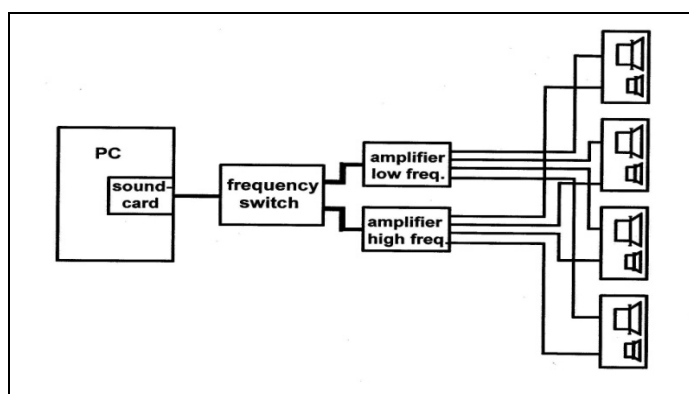 PC
sound-
card
frequency
switch
amplifier
low freq.
amplifier
high freq.